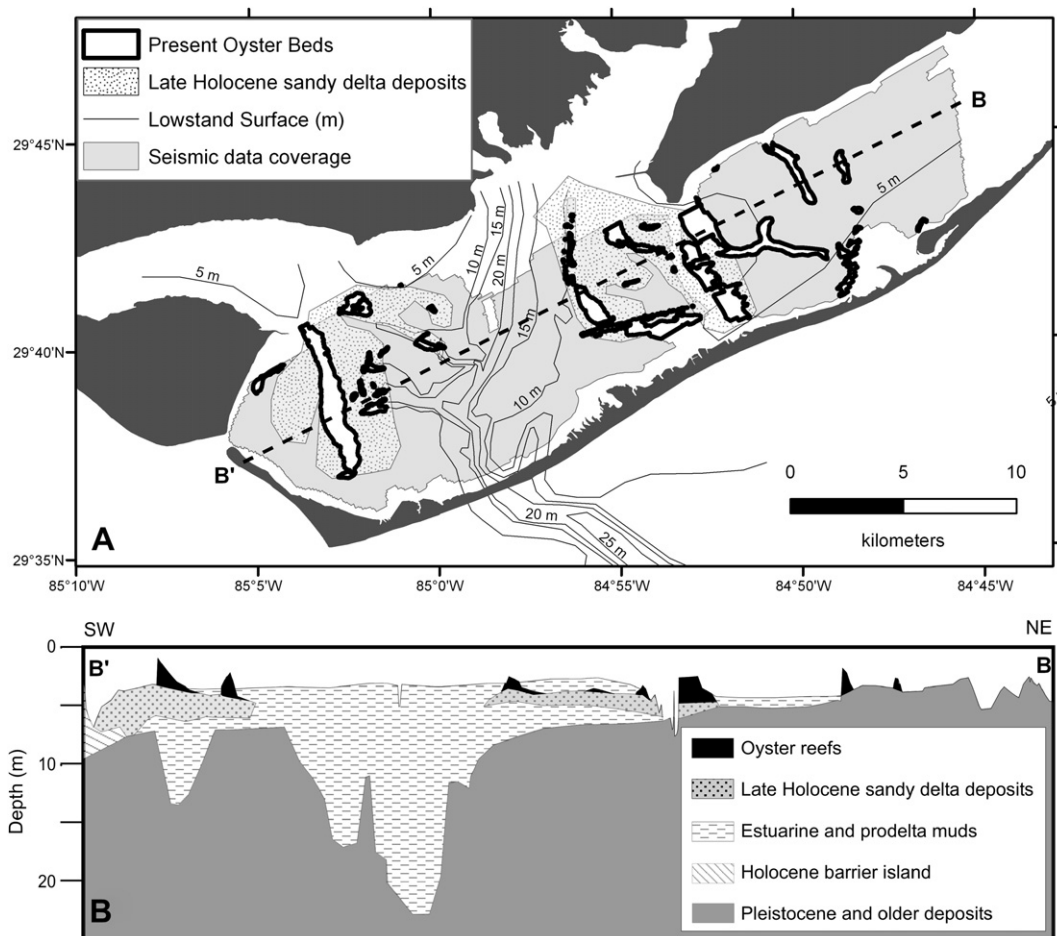 Present Oyster Beds
Late Holocene sandy delta deposits
Lowstand Surface (m)
Seismic data coverage
29°45'N
29°40'N
29°35'N
B
5 m
15 m
10 m
20 m
5 m
5 m
15 m
10 m
B'
20 m
25 m
0 5 10
kilometers
A
85°10'W 85°5'W 85°0'W 84°55'W 84°50'W 84°45'W
SW NE
0
B' B
10
20
Depth (m)
Oyster reefs
Late Holocene sandy delta deposits
Estuarine and prodelta muds
Holocene barrier island
Pleistocene and older deposits
B